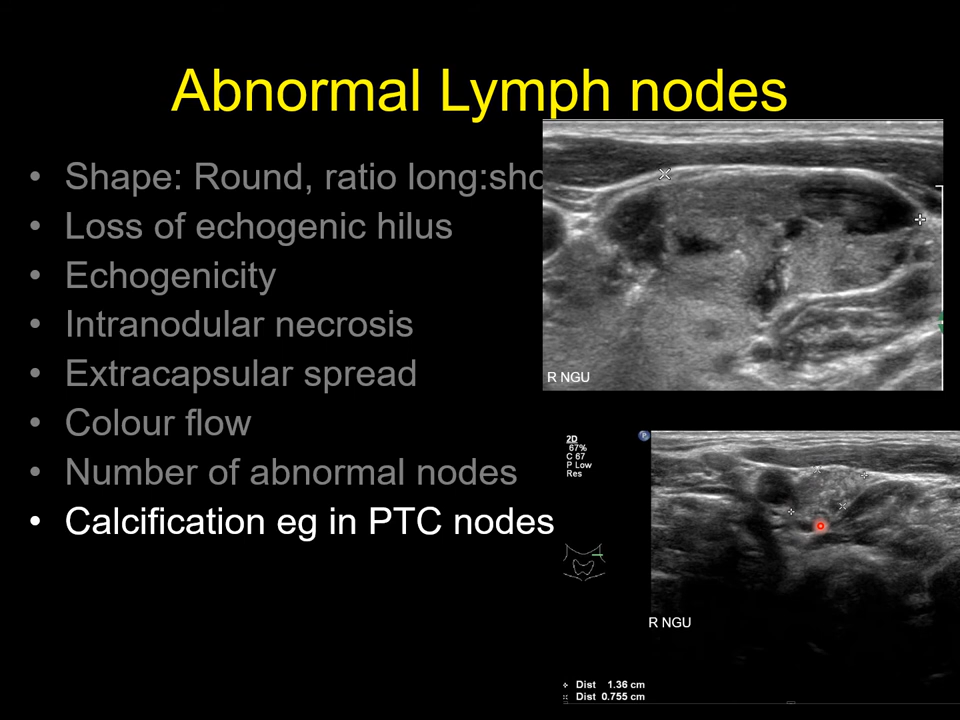 Abnormal Lymph nodes
• Shape: Round, ratio long:sho
• Loss of echogenic hilus
• Echogenicity
• Intranodular necrosis
• Extracapsular spread
• Colour flow
• Number of abnormal nodes
• Calcification eg in PTC nodes
R NGU
2D
67%
C 67
P Low
Res
P
R NGU
Dist 1.36 cm
Dist 0.755 cm